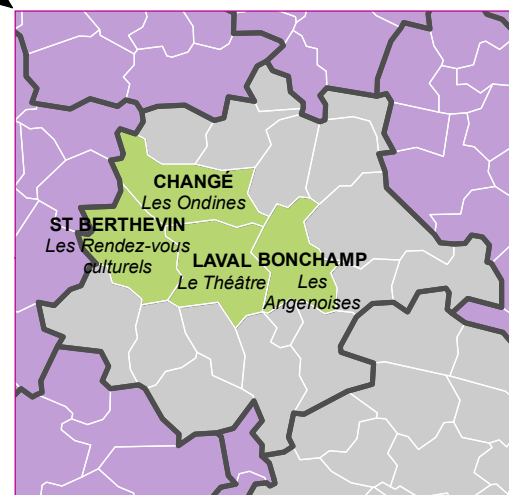 CHANGÉ
Les Ondines
ST BERTHEVIN
Les Rendez-vous
culturels
LAVAL
Le Théâtre
BONCHAMP
Les
Angenoises